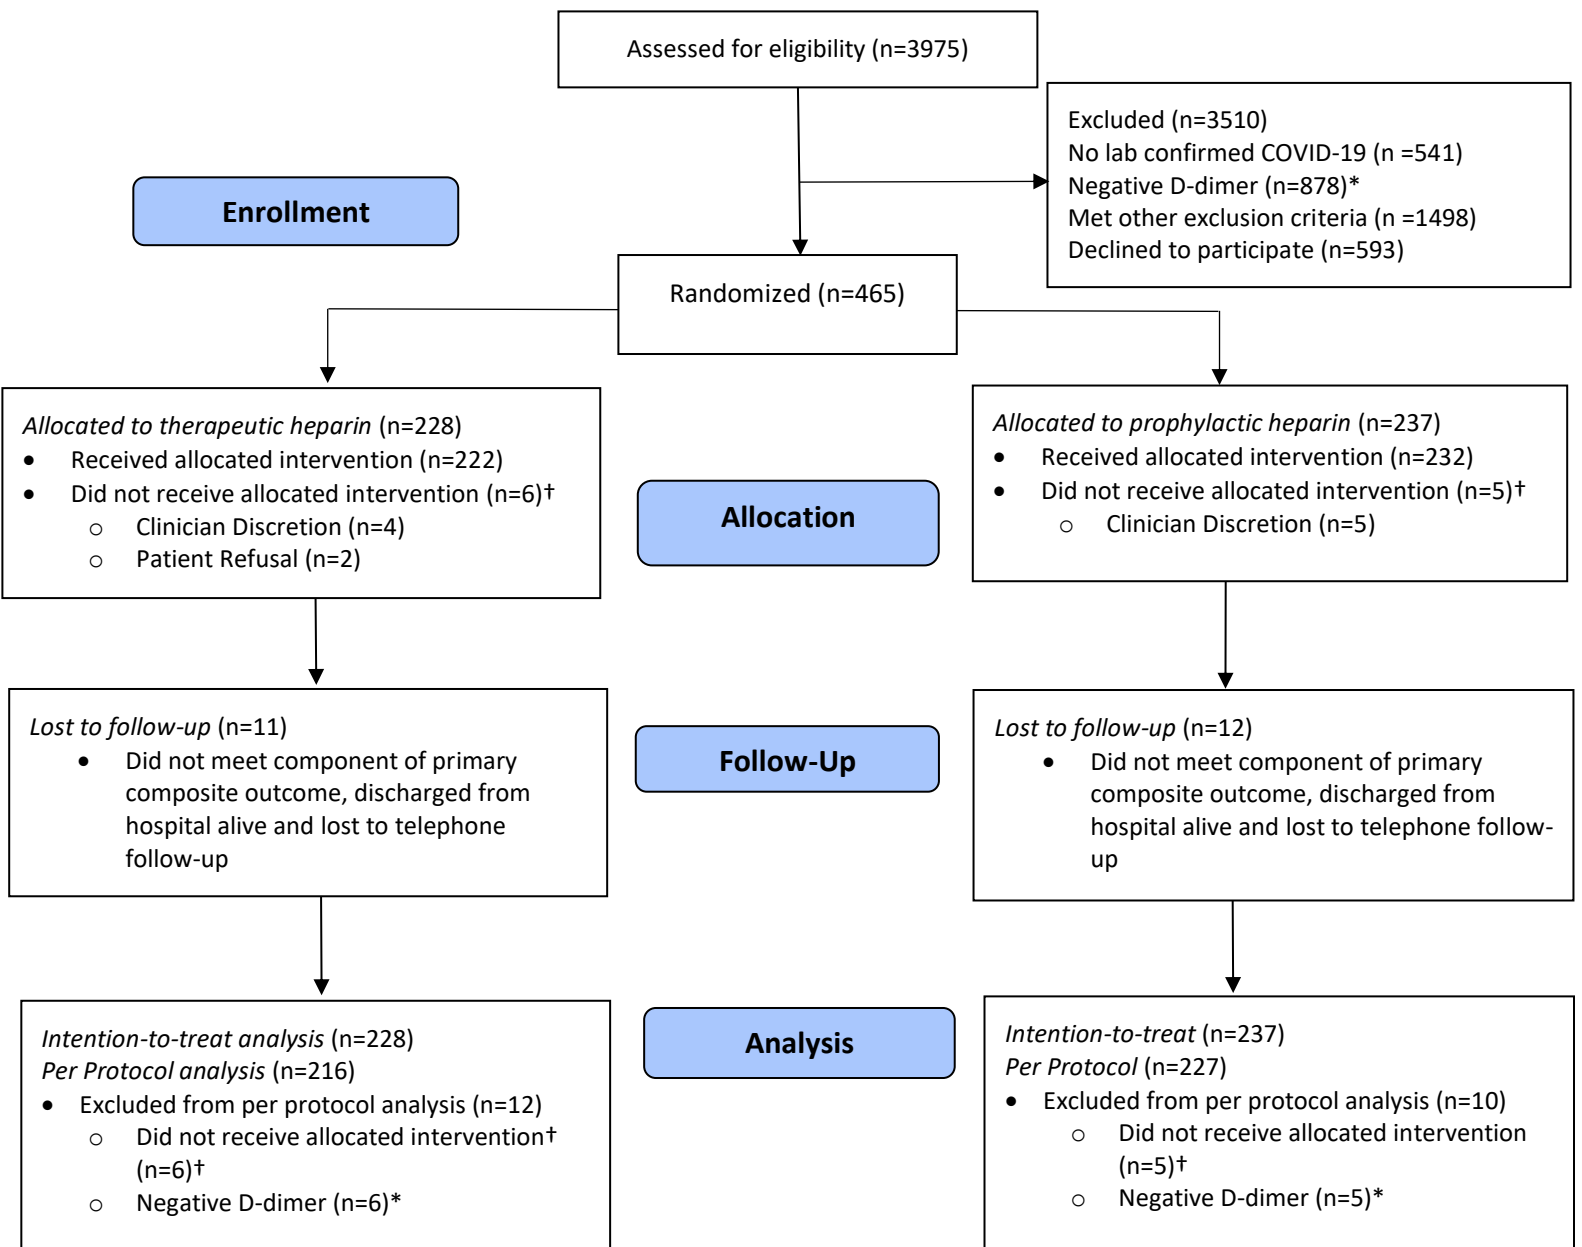 Assessed for eligibility (n=3975)
Excluded (n=3510)
No lab confirmed COVID-19 (n =541)
Negative D-dimer (n=878)*
Met other exclusion criteria (n =1498)
Declined to participate (n=593)
Enrollment
Randomized (n=465)
Allocated to therapeutic heparin (n=228)
• Received allocated intervention (n=222)
• Did not receive allocated intervention (n=6)†
o Clinician Discretion (n=4)
o Patient Refusal (n=2)
Allocation
Allocated to prophylactic heparin (n=237)
• Received allocated intervention (n=232)
• Did not receive allocated intervention (n=5)†
o Clinician Discretion (n=5)
Lost to follow-up (n=11)
• Did not meet component of primary
composite outcome, discharged from
hospital alive and lost to telephone
follow-up
Follow-Up
Lost to follow-up (n=12)
• Did not meet component of primary
composite outcome, discharged from
hospital alive and lost to telephone follow-
up
Intention-to-treat analysis (n=228)
Per Protocol analysis (n=216)
• Excluded from per protocol analysis (n=12)
o Did not receive allocated intervention†
(n=6)†
o Negative D-dimer (n=6)*
Analysis
Intention-to-treat (n=237)
Per Protocol (n=227)
• Excluded from per protocol analysis (n=10)
o Did not receive allocated intervention
(n=5)†
o Negative D-dimer (n=5)*